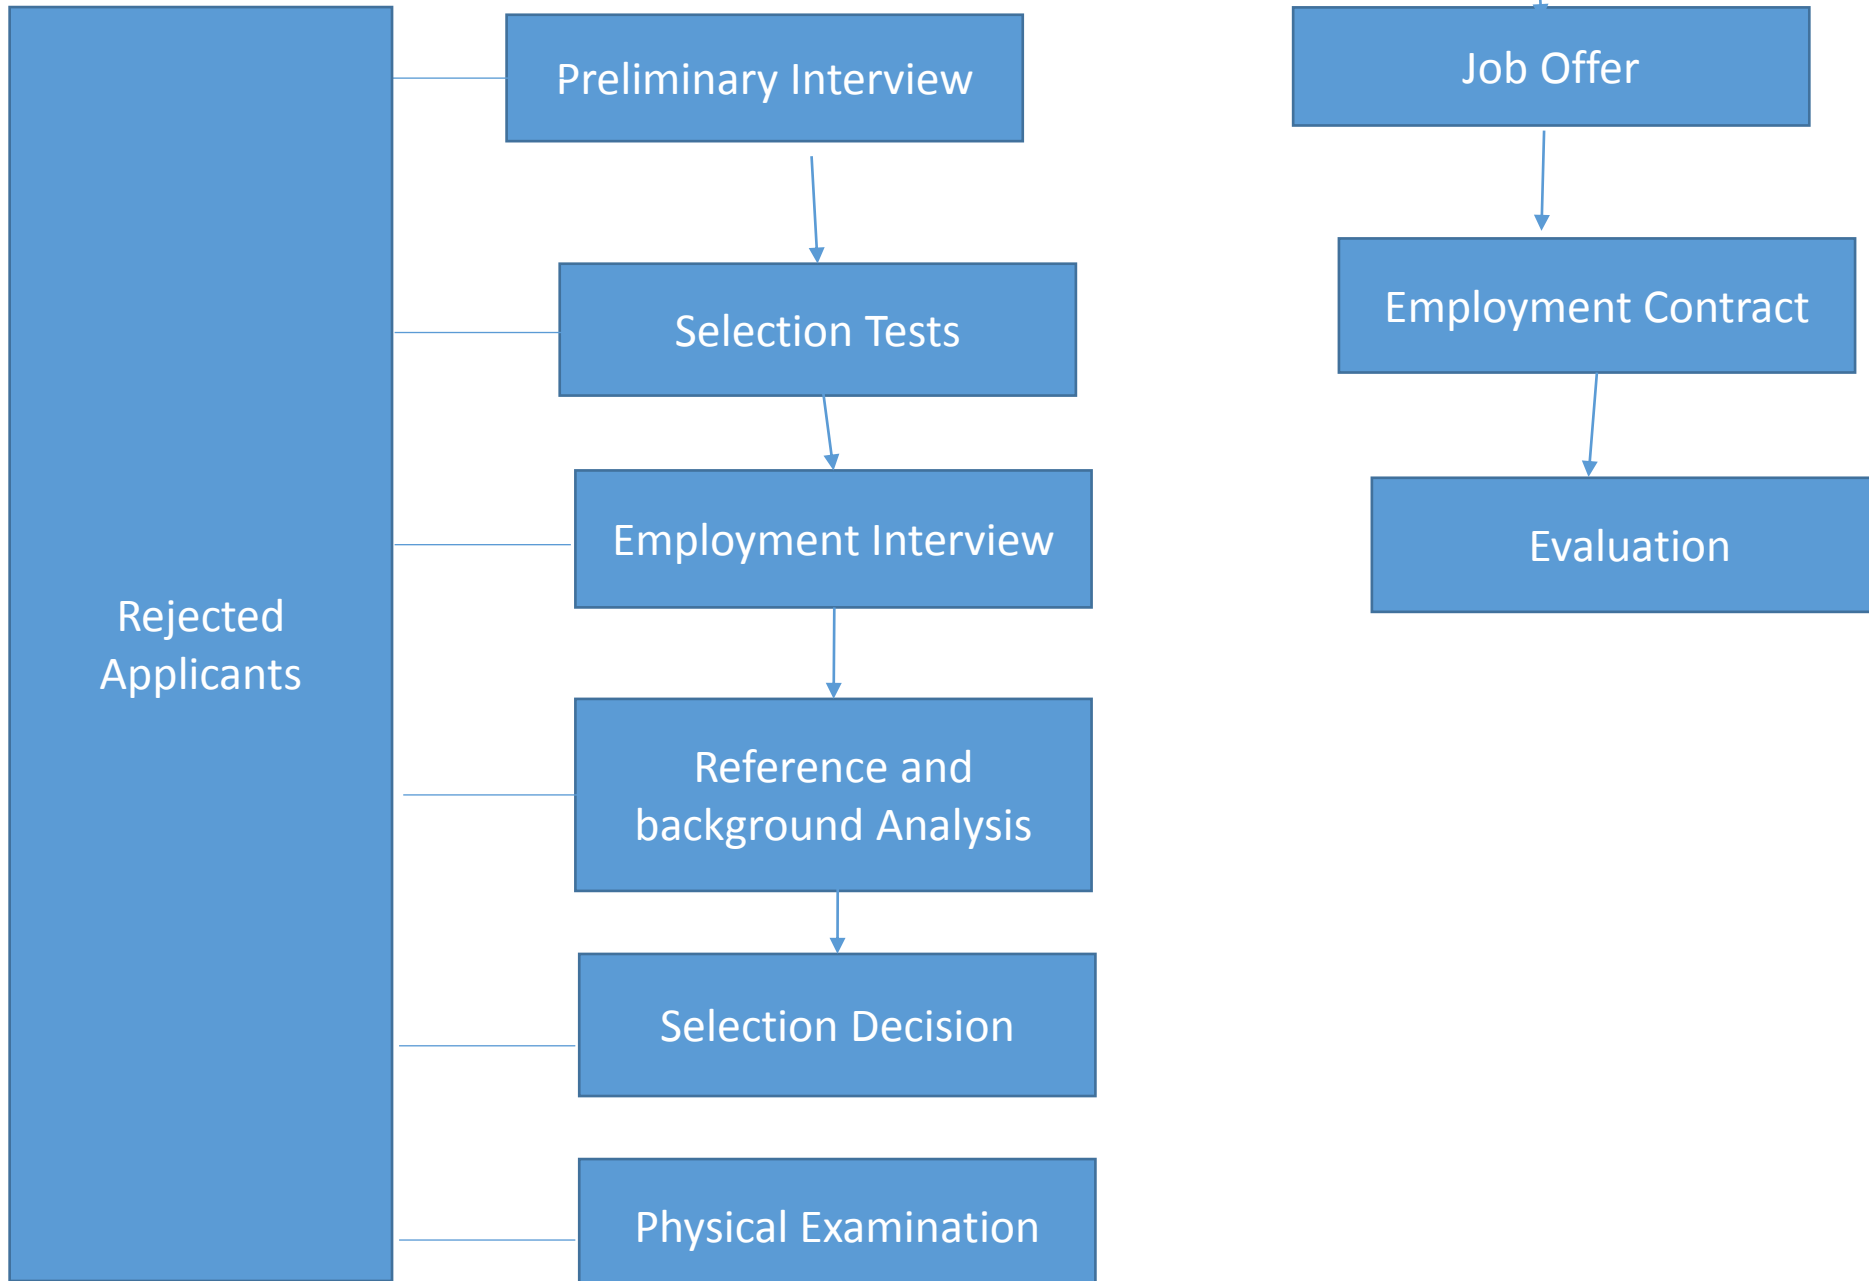 Rejected
Applicants
Preliminary Interview
Selection Tests
Employment Interview
Reference and
background Analysis
Selection Decision
Physical Examination
Job Offer
Employment Contract
Evaluation